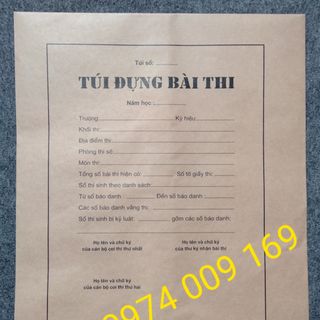 Túi số: ............
TÚI ĐỰNG BÀI THI
Năm học : ................
Trường ................ Ký hiệu ................
Khối thi: ................
Địa điểm thi: ................
Phòng thi số: ................
Môn thi: ................
Tổng số bài thi hiện có: ............ Số tờ giấy thi: ............
Số thí sinh theo danh sách: ................
Từ số báo danh ............ Đến số báo danh : ............
Các số báo danh vắng thi: ................
Số thí sinh bị kỷ luật: ............ gồm các số báo danh: ............
Họ tên và chữ ký
của cán bộ coi thi thứ nhất
Họ tên và chữ ký
của thư ký nhận bài thi
Họ tên và chữ ký
của cán bộ coi thi thứ hai
0974 009 169